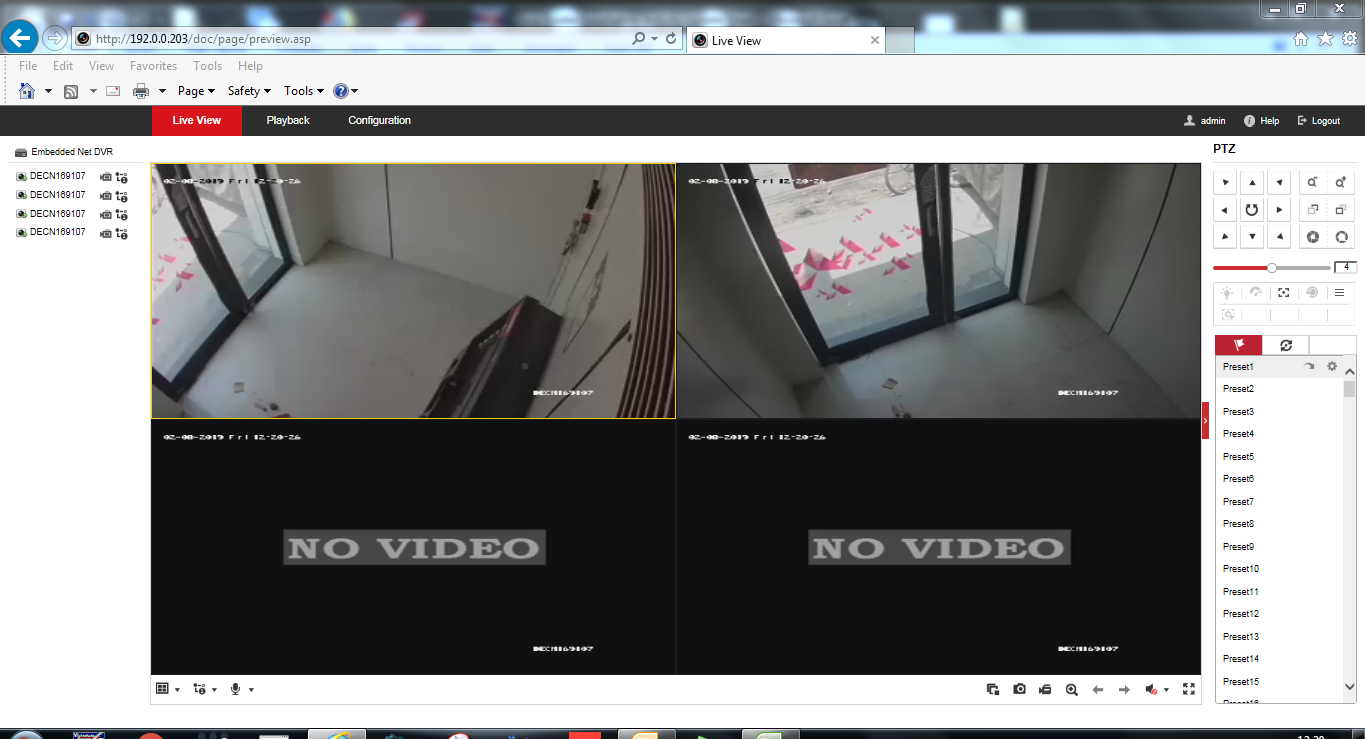 http://192.0.0.203/doc/page/preview.asp
Live View
File Edit View Favorites Tools Help
Page Safety Tools
Live View Playback Configuration admin Help Logout
Embedded Net DVR
DECN169107
DECN169107
DECN169107
DECN169107
02-08-2019 Fri 12-20-26
DECN169107
02-08-2019 Fri 12-20-26
DECN169107
02-08-2019 Fri 12-20-26
NO VIDEO
DECN169107
02-08-2019 Fri 12-20-26
NO VIDEO
DECN169107
PTZ
4
Preset1
Preset2
Preset3
Preset4
Preset5
Preset6
Preset7
Preset8
Preset9
Preset10
Preset11
Preset12
Preset13
Preset14
Preset15